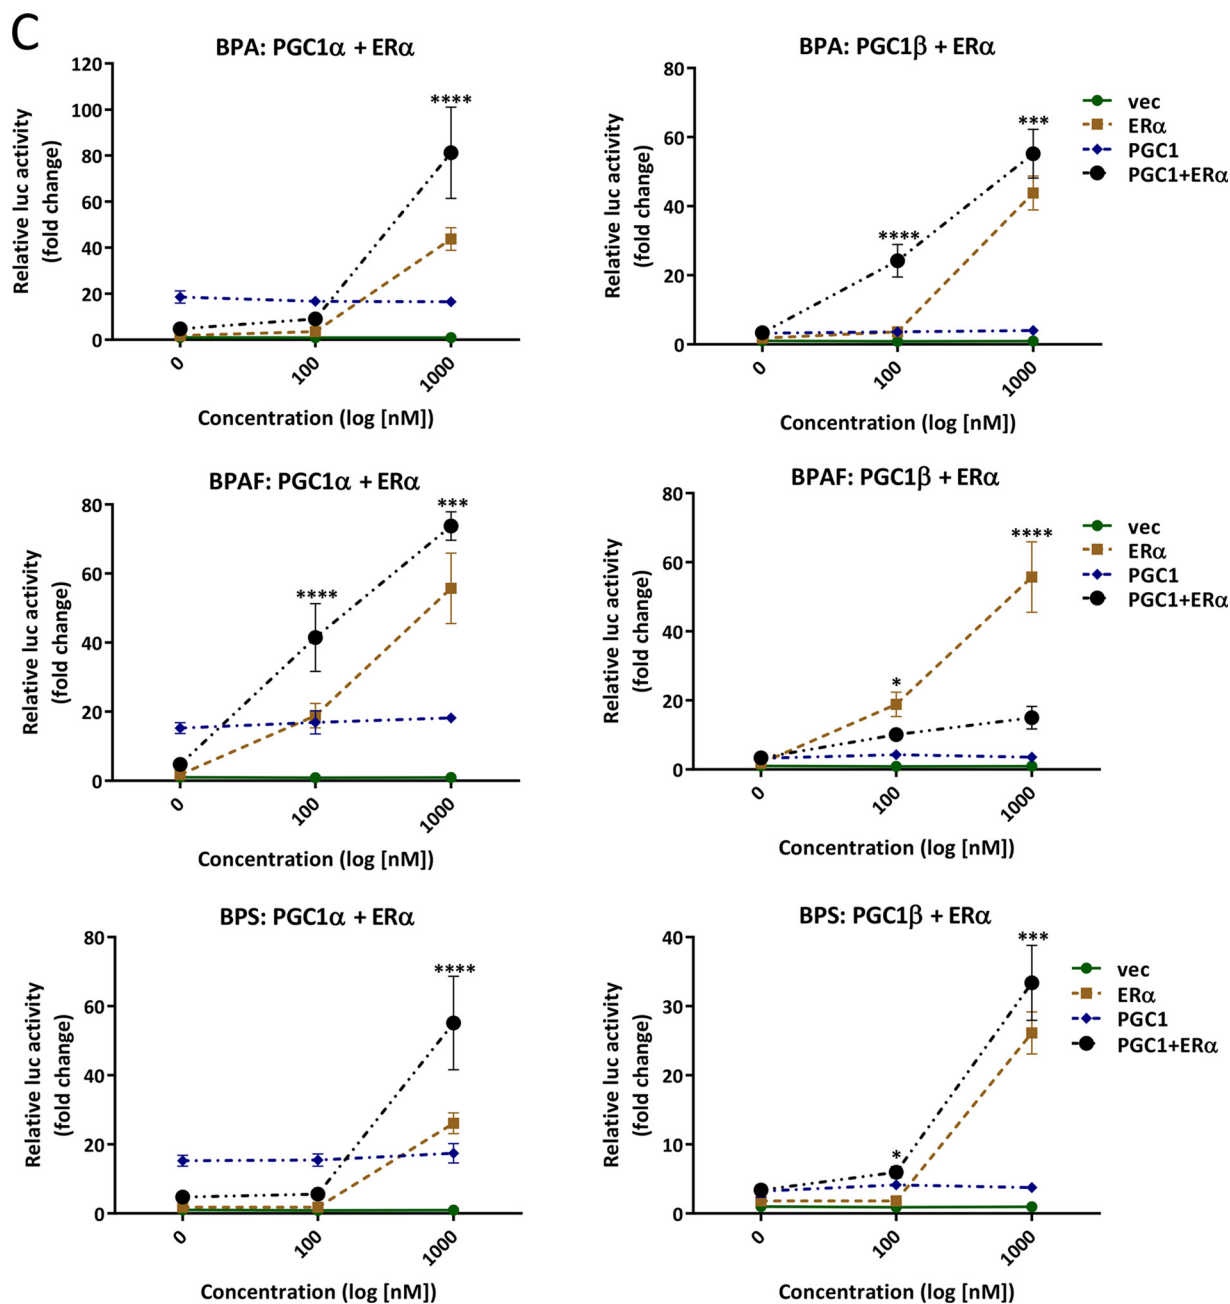 C
BPA: PGC1α + ERα
120
100
80
60
40
20
0
Relative luc activity
(fold change)
****
0
100
1000
Concentration (log [nM])
BPA: PGC1β + ERα
80
60
40
20
0
Relative luc activity
(fold change)
****
***
0
100
1000
Concentration (log [nM])
vec
ERα
PGC1
PGC1+ERα
BPAF: PGC1α + ERα
80
60
40
20
0
Relative luc activity
(fold change)
****
***
0
100
1000
Concentration (log [nM])
BPAF: PGC1β + ERα
80
60
40
20
0
Relative luc activity
(fold change)
*
****
0
100
1000
Concentration (log [nM])
vec
ERα
PGC1
PGC1+ERα
BPS: PGC1α + ERα
80
60
40
20
0
Relative luc activity
(fold change)
****
0
100
1000
Concentration (log [nM])
BPS: PGC1β + ERα
40
30
20
10
0
Relative luc activity
(fold change)
*
***
0
100
1000
Concentration (log [nM])
vec
ERα
PGC1
PGC1+ERα